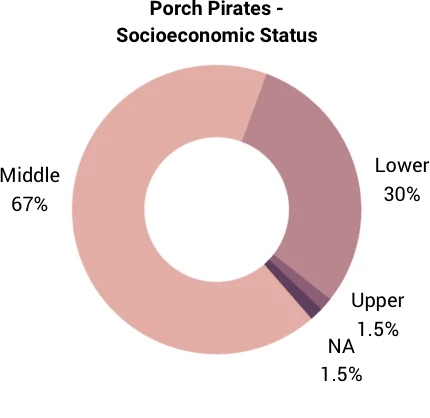 Porch Pirates -
Socioeconomic Status
Middle
67%
Lower
30%
Upper
1.5%
NA
1.5%